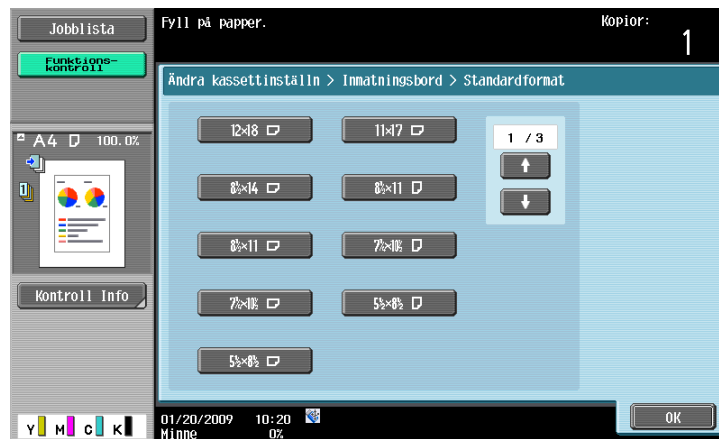 Jobblista
Fyll på papper.
Kopior:
1
Funktions-
kontroll
Ändra kassettinställn > Inmatningsbord > Standardformat
A4 100.0%
12×18
11×17
1 / 3
8½×14
8½×11
1
8½×11
7¼×10½
Kontroll Info
7¼×10½
5½×8½
5½×8½
OK
Y M C K
01/20/2009 10:20
Minne 0%